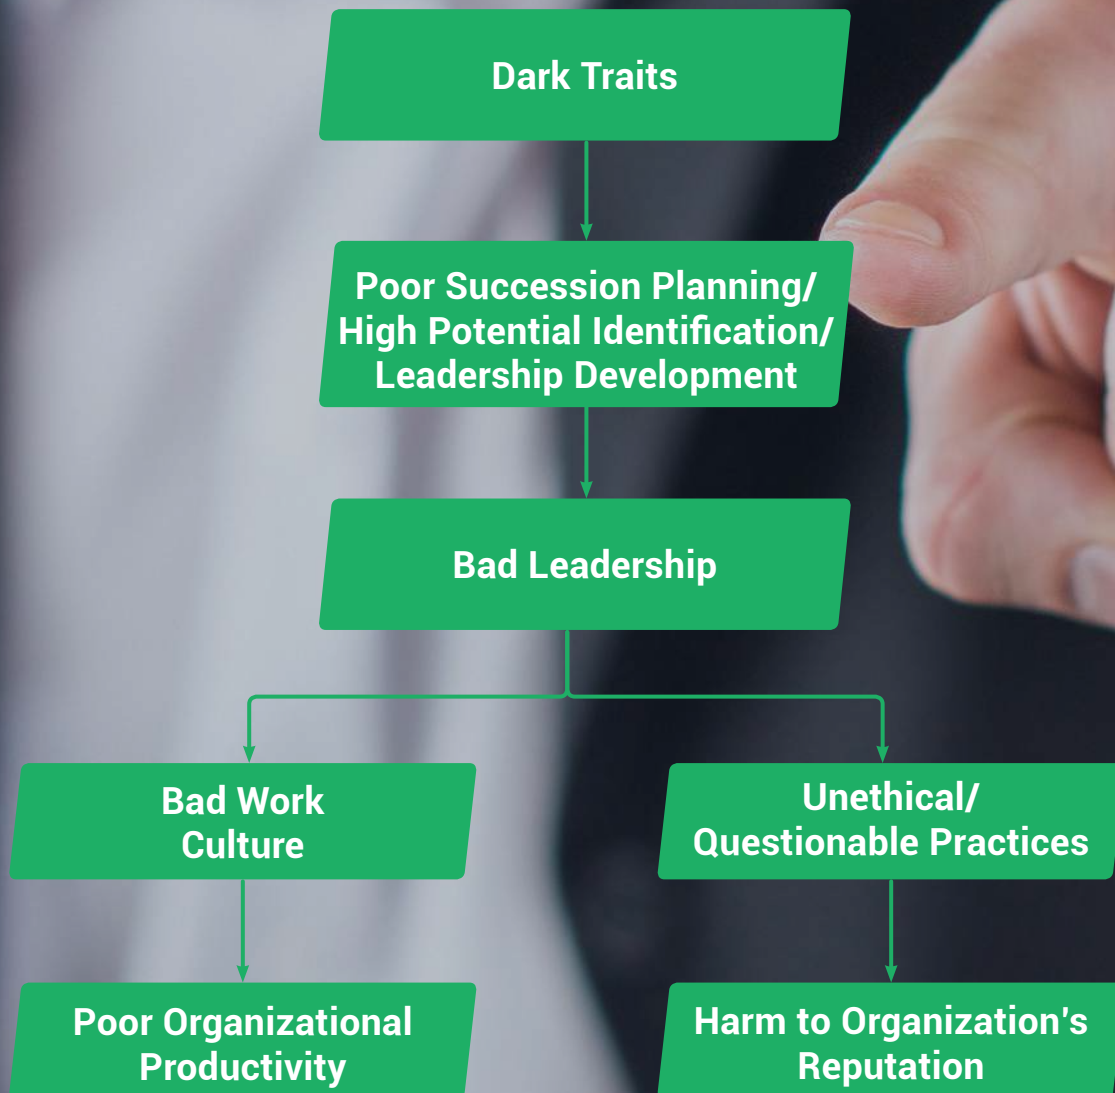 Dark Traits
Poor Succession Planning/
High Potential Identification/
Leadership Development
Bad Leadership
Bad Work
Culture
Unethical/
Questionable Practices
Poor Organizational
Productivity
Harm to Organization's
Reputation